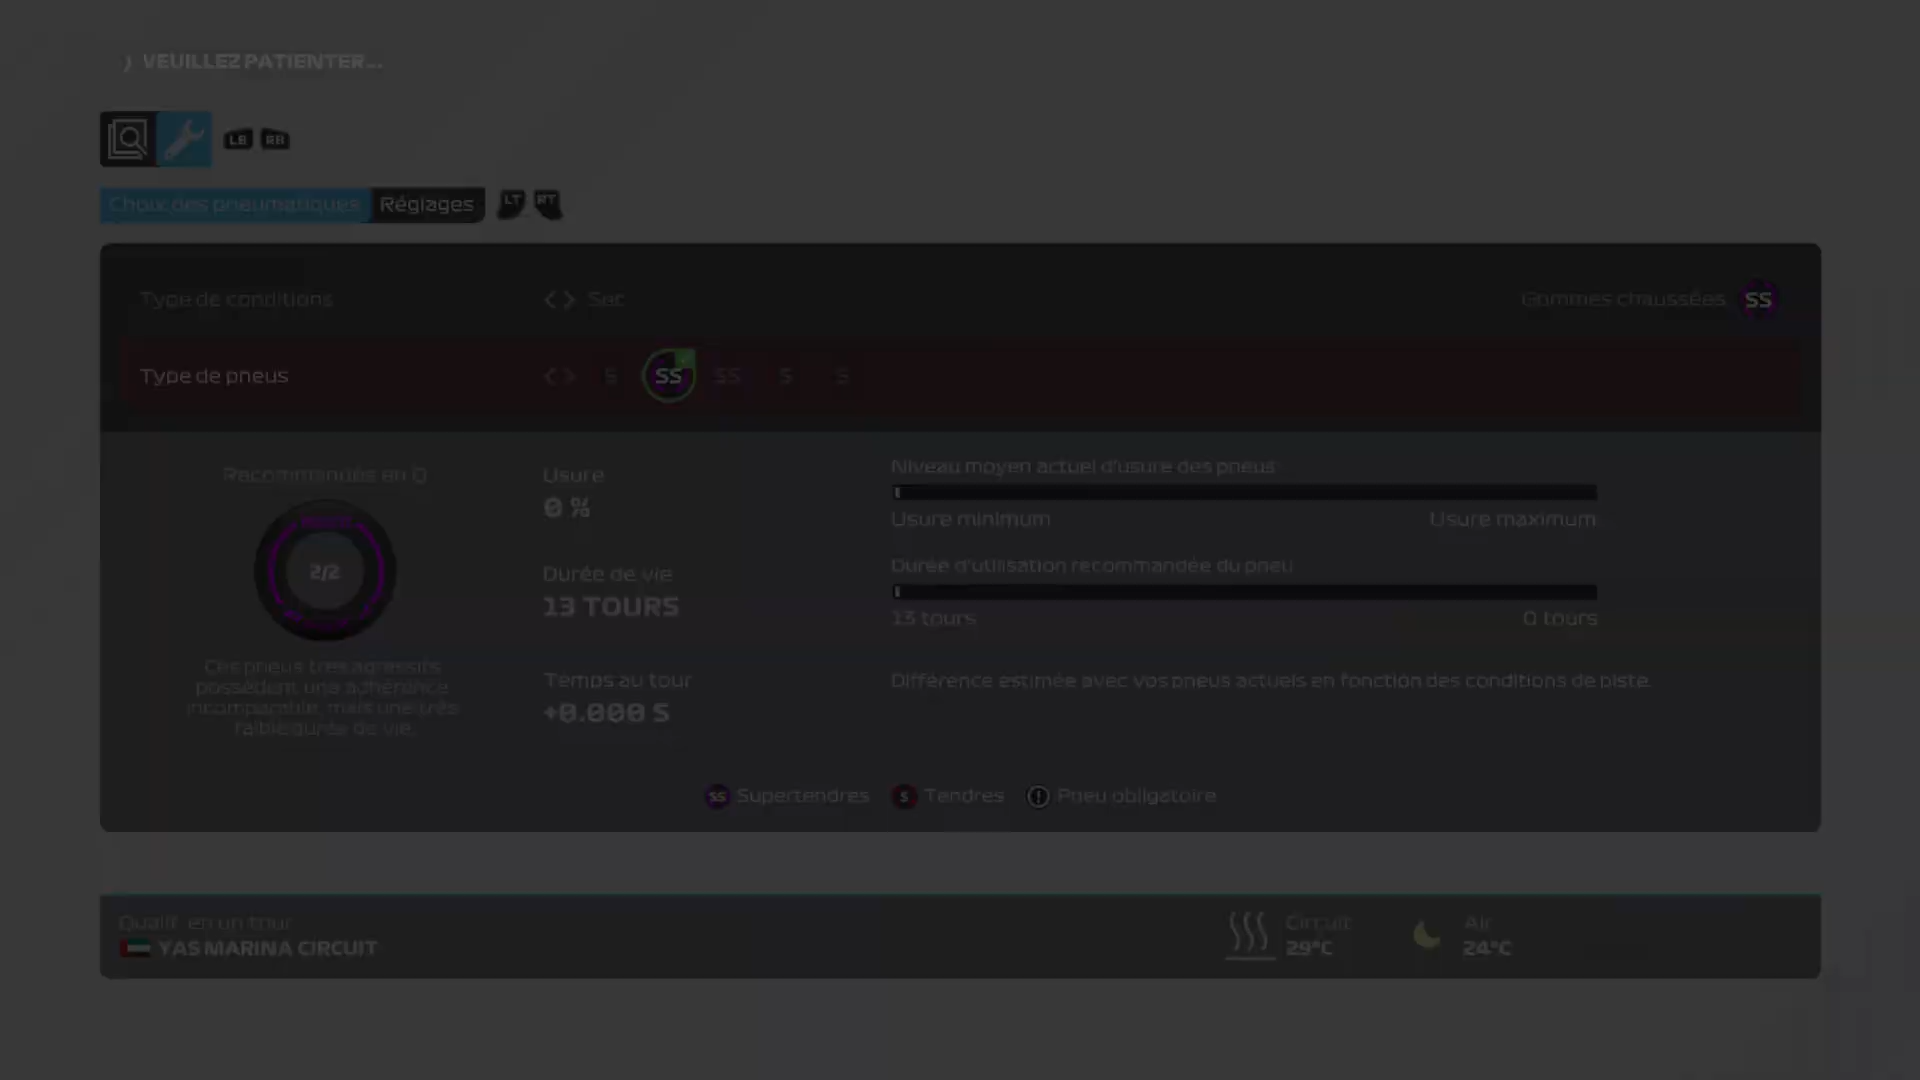 VEUILLEZ PATIENTER...
LB RB
Choix des pneumatiques Réglages LT RT
Type de conditions Sec Gommes chaussées SS
Type de pneus S SS SS S S
Recommandés en Q
2/2
Ces pneus très agressifs
possèdent une adhérence
incomparable, mais une très
faible durée de vie.
Usure
0 %
Durée de vie
13 TOURS
Temps au tour
+0.000 S
Niveau moyen actuel d'usure des pneus
Usure minimum Usure maximum
Durée d'utilisation recommandée du pneu
13 tours 0 tours
Différence estimée avec vos pneus actuels en fonction des conditions de piste.
SS Supertendres S Tendres ! Pneu obligatoire
Qualif. en un tour
YAS MARINA CIRCUIT
Circuit
29°C
Air
24°C